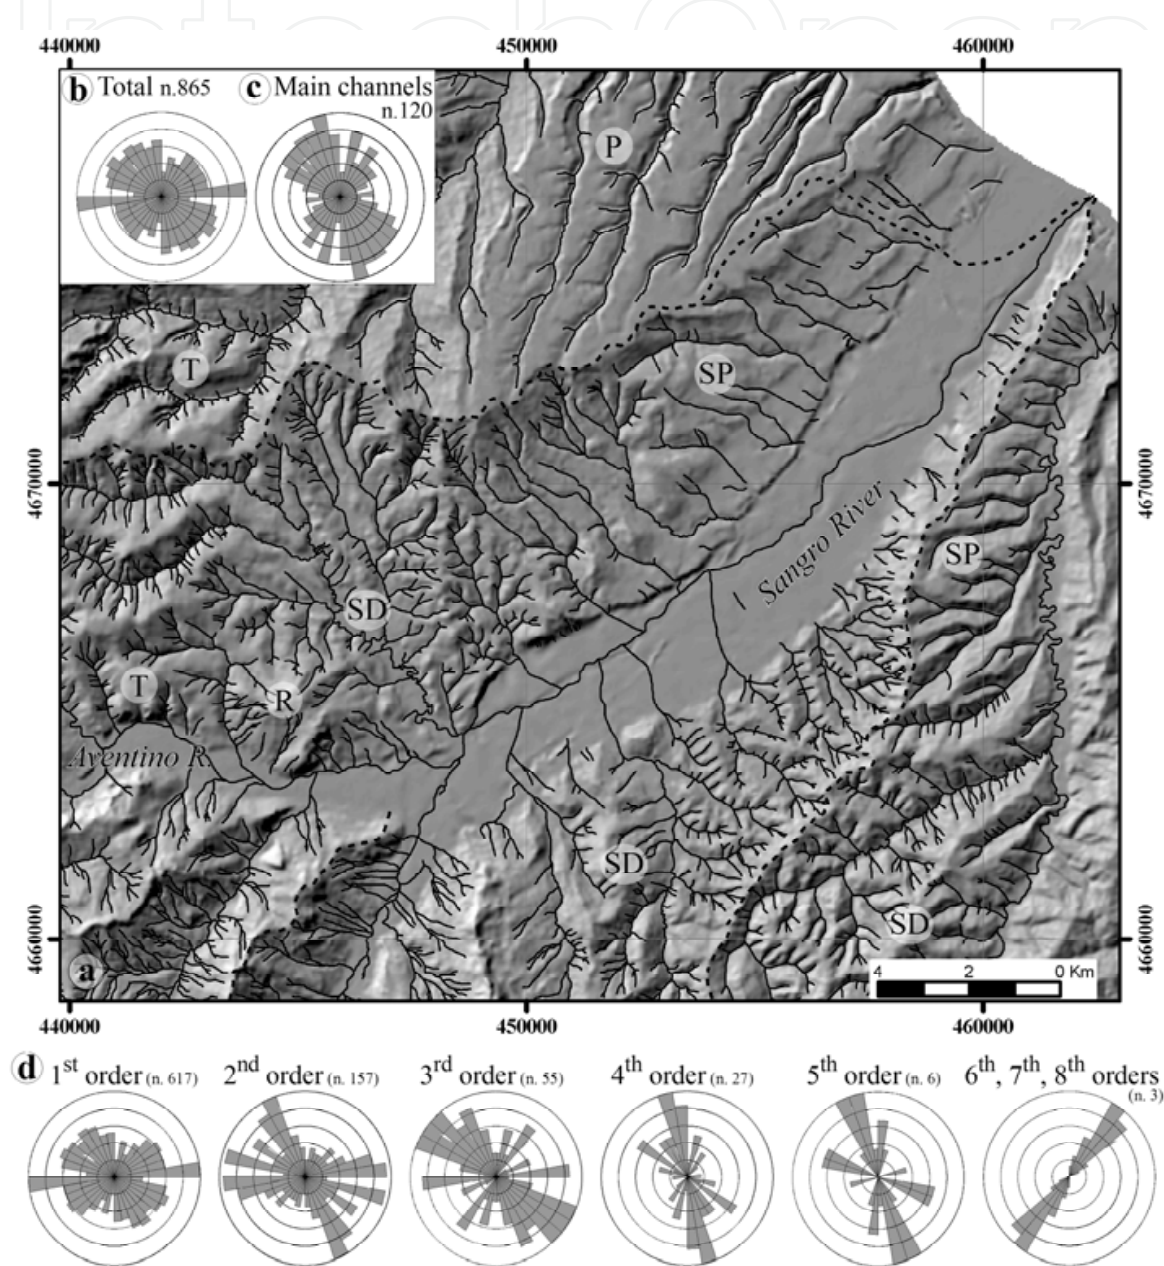 IntechOpen
440000 450000 460000
b Total n.865 c Main channels
n.120
P
T
SP
4670000 4670000
Sangro River
SP
SD
T
R
Aventino R.
SD
SD
4660000 4660000
a
4 2 0 Km
440000 450000 460000
d 1st order (n. 617) 2nd order (n. 157) 3rd order (n. 55) 4th order (n. 27) 5th order (n. 6) 6th, 7th, 8th orders
(n. 3)